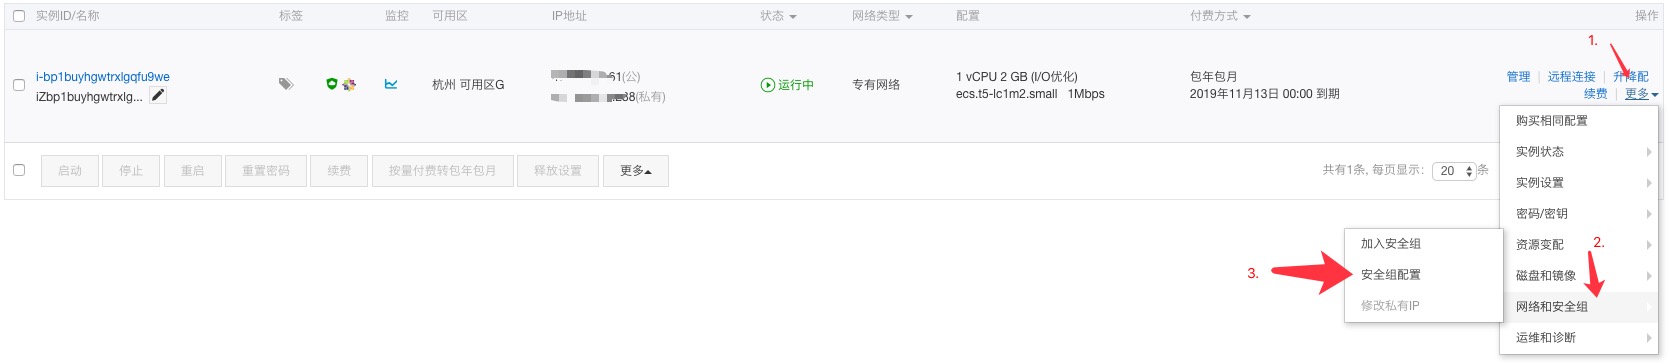 实例ID/名称 标签 监控 可用区 IP地址 状态 网络类型 配置 付费方式 操作
1.
i-bp1buyhgwtrxlgqfu9we
iZbp1buyhgwtrxlg...
杭州 可用区G
61(公)
(私有)
运行中
专有网络
1 vCPU 2 GB (I/O优化)
ecs.t5-lc1m2.small 1Mbps
包年包月
2019年11月13日 00:00 到期
管理 | 远程连接 | 升降配
续费 | 更多
启动 停止 重启 重置密码 续费 按量付费转包年包月 释放设置 更多
共有1条, 每页显示: 20 条
购买相同配置
实例状态
实例设置
密码/密钥
资源变配
2.
磁盘和镜像
网络和安全组
运维和诊断
加入安全组
3.
安全组配置
修改私有IP